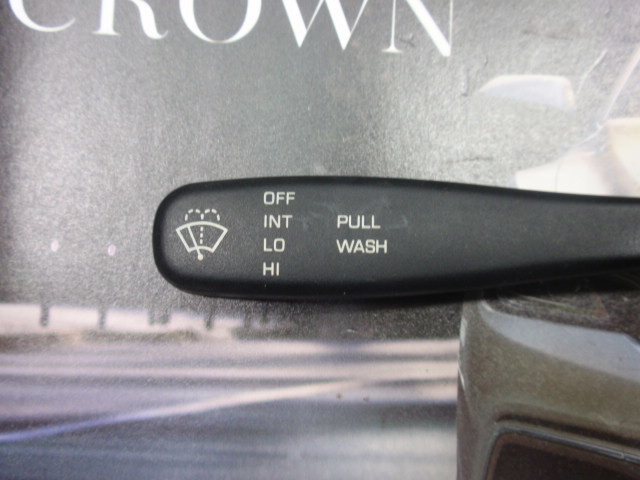 CROWN
OFF
INT PULL
LO WASH
HI